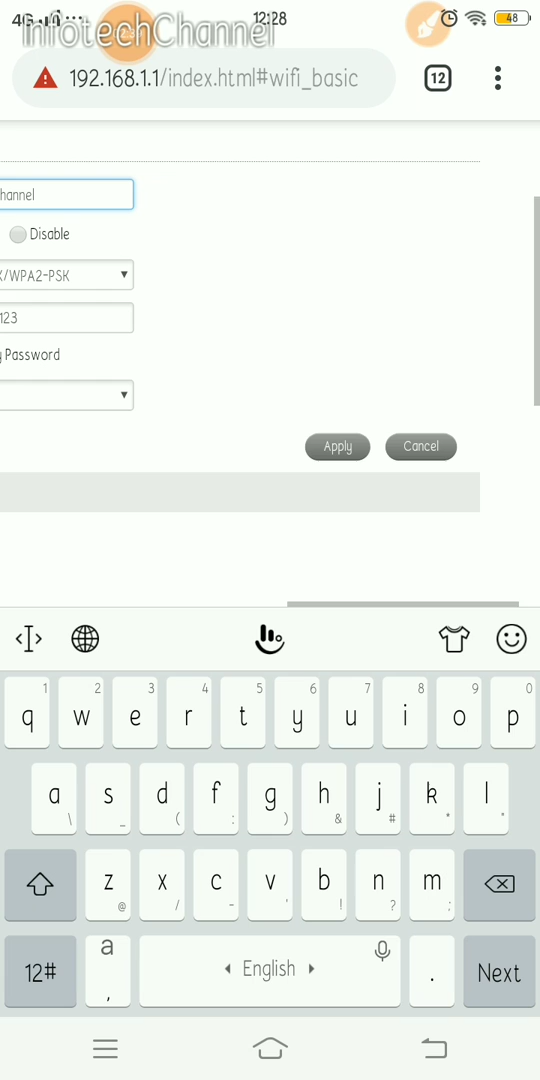 4G 12:28 48
InfotechChannel
192.168.1.1/index.html#wifi_basic 12
hannel
Disable
/WPA2-PSK
123
Password
Apply Cancel
1 2 3 4 5 6 7 8 9 0
q w e r t y u i o p
a s d f g h j k l
\ _ ( : ) & # * "
z x c v b n m
@ / - ' ! ? ;
12# a , English . Next